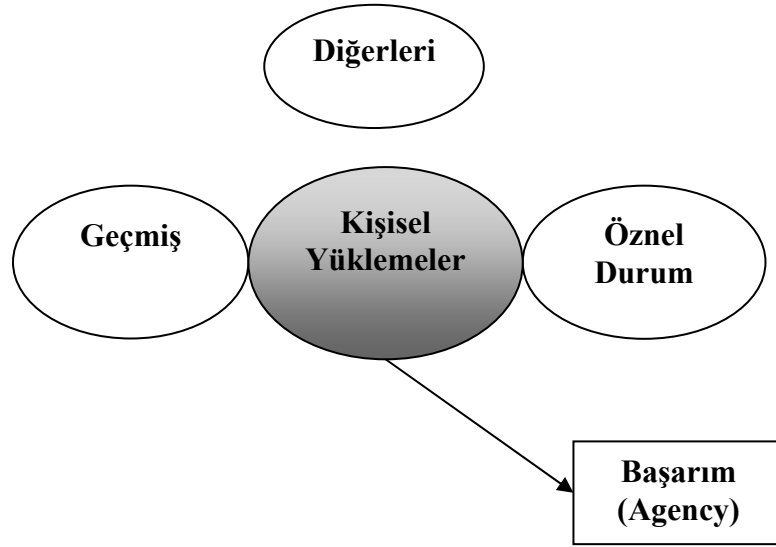 Diğerleri
Geçmiş
Kişisel
Yüklemeler
Öznel
Durum
Başarım
(Agency)